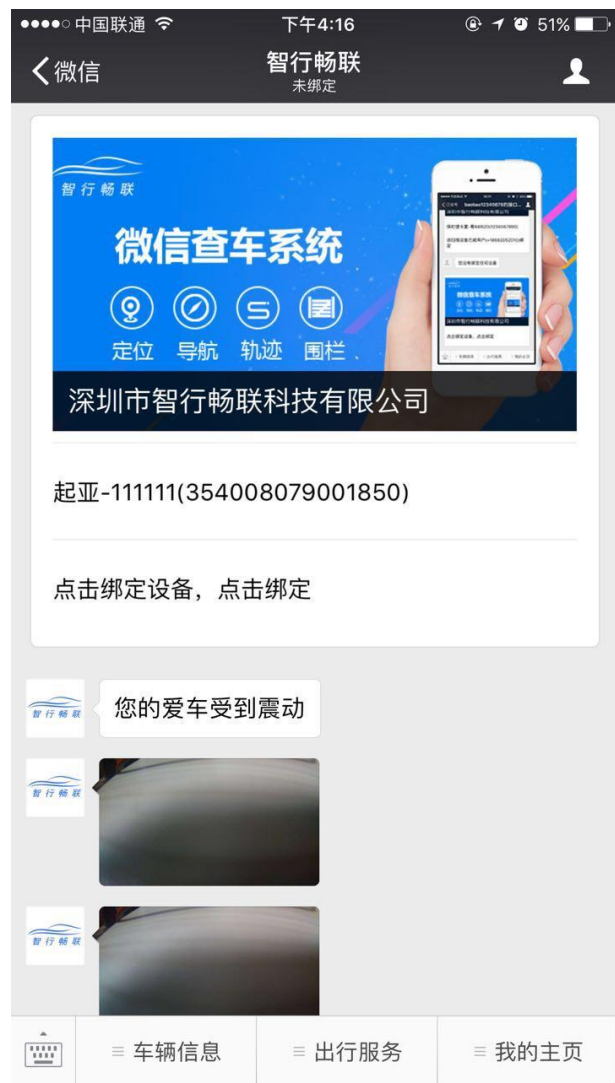 中国联通
下午4:16
51%
微信
智行畅联
未绑定
智行畅联
微信查车系统
定位 导航 轨迹 围栏
深圳市智行畅联科技有限公司
起亚-111111(354008079001850)
点击绑定设备，点击绑定
智行畅联
您的爱车受到震动
智行畅联
智行畅联
车辆信息
出行服务
我的主页